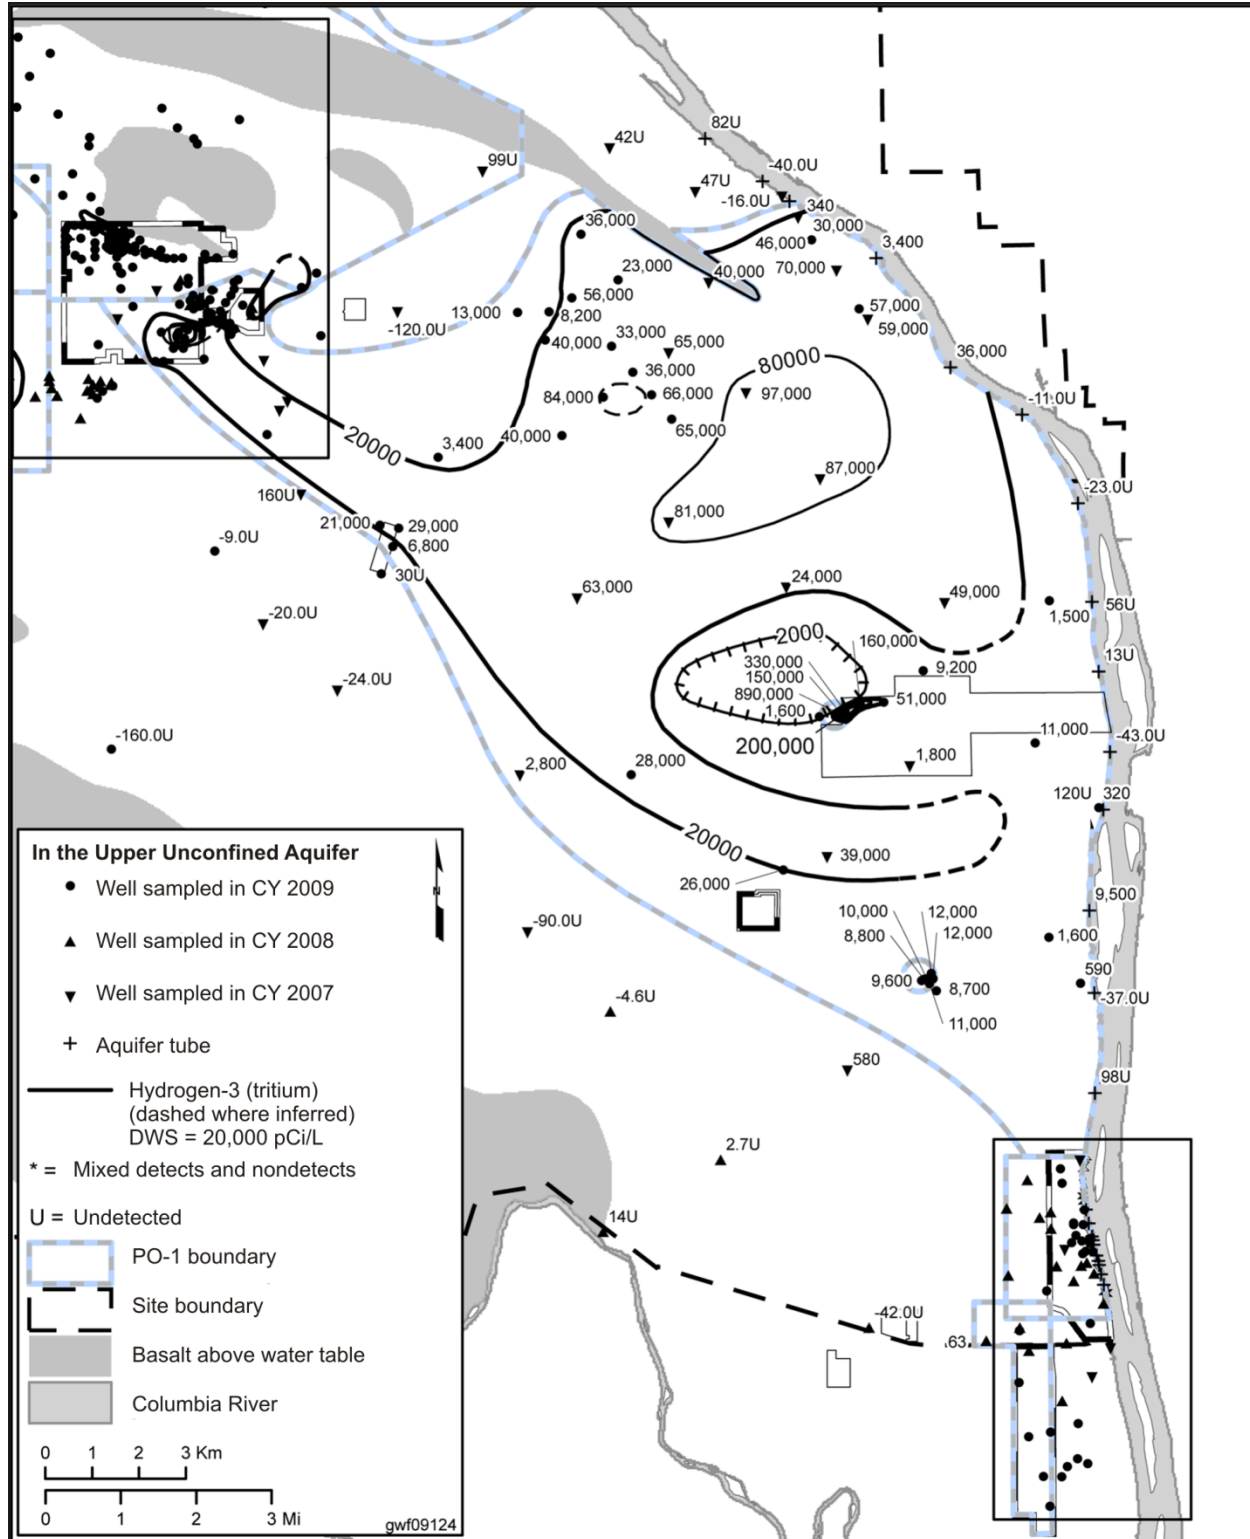 82U
42U
-40.0U
99U
47U
-16.0U
340
36,000
30,000
46,000
3,400
23,000
40,000
70,000
56,000
13,000
8,200
57,000
-120.0U
59,000
33,000
40,000
65,000
36,000
80000
36,000
84,000
66,000
97,000
-11.0U
65,000
20000
3,400
40,000
87,000
160U
-23.0U
81,000
21,000
29,000
-9.0U
6,800
30U
24,000
63,000
49,000
56U
1,500
-20.0U
2000
160,000
330,000
13U
9,200
150,000
-24.0U
890,000
51,000
1,600
-160.0U
200,000
11,000
-43.0U
1,800
2,800
28,000
120U
320
20000
39,000
26,000
9,500
10,000
12,000
-90.0U
8,800
12,000
1,600
590
9,600
8,700
-4.6U
-37.0U
11,000
580
98U
2.7U
14U
-42.0U
63
In the Upper Unconfined Aquifer
Well sampled in CY 2009
Well sampled in CY 2008
N
Well sampled in CY 2007
+ Aquifer tube
Hydrogen-3 (tritium)
(dashed where inferred)
DWS = 20,000 pCi/L
* = Mixed detects and nondetects
U = Undetected
PO-1 boundary
Site boundary
Basalt above water table
Columbia River
0 1 2 3 Km
0 1 2 3 Mi
gwf09124